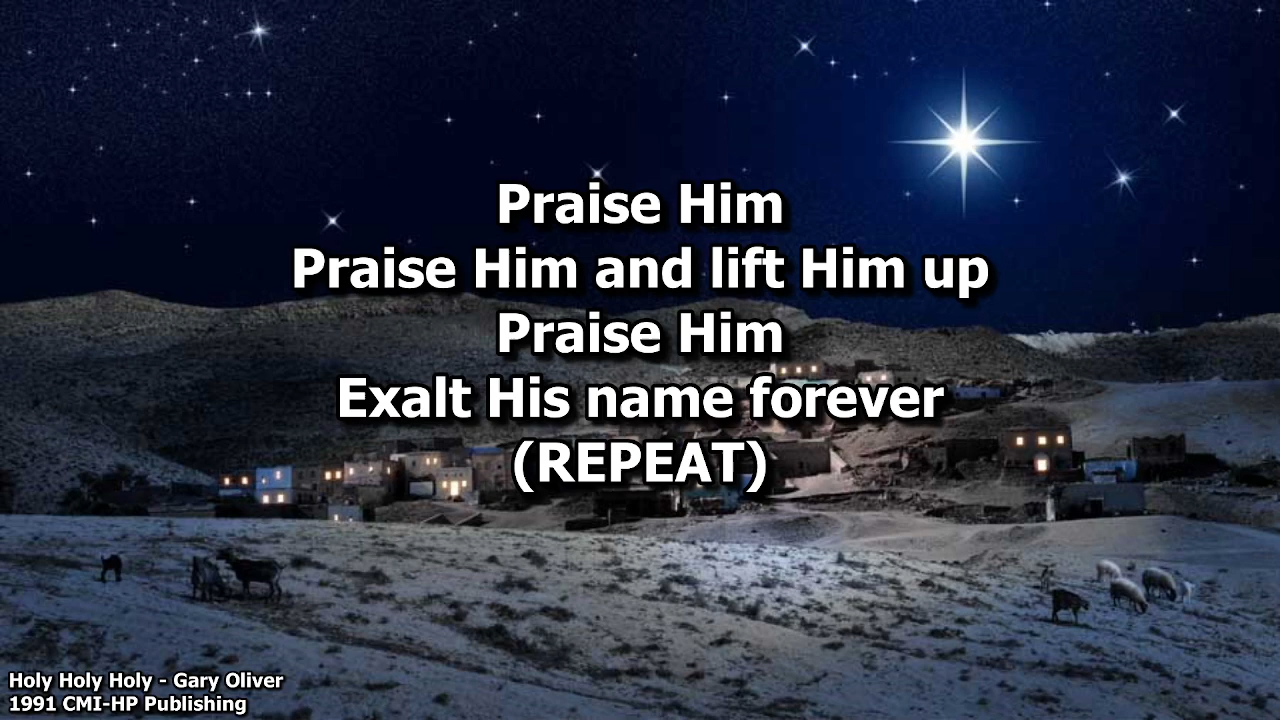 Praise Him
Praise Him and lift Him up
Praise Him
Exalt His name forever
(REPEAT)
Holy Holy Holy - Gary Oliver
1991 CMI-HP Publishing